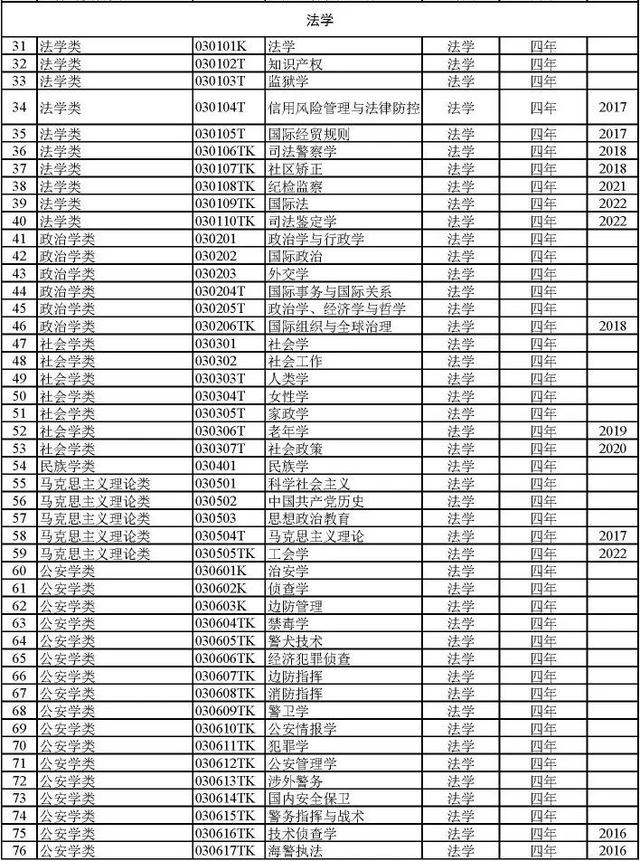 法学
31 法学类 030101K 法学 法学 四年
32 法学类 030102T 知识产权 法学 四年
33 法学类 030103T 监狱学 法学 四年
34 法学类 030104T 信用风险管理与法律防控 法学 四年 2017
35 法学类 030105T 国际经贸规则 法学 四年 2017
36 法学类 030106TK 司法警察学 法学 四年 2018
37 法学类 030107TK 社区矫正 法学 四年 2018
38 法学类 030108TK 纪检监察 法学 四年 2021
39 法学类 030109TK 国际法 法学 四年 2022
40 法学类 030110TK 司法鉴定学 法学 四年 2022
41 政治学类 030201 政治学与行政学 法学 四年
42 政治学类 030202 国际政治 法学 四年
43 政治学类 030203 外交学 法学 四年
44 政治学类 030204T 国际事务与国际关系 法学 四年
45 政治学类 030205T 政治学、经济学与哲学 法学 四年
46 政治学类 030206TK 国际组织与全球治理 法学 四年 2018
47 社会学类 030301 社会学 法学 四年
48 社会学类 030302 社会工作 法学 四年
49 社会学类 030303T 人类学 法学 四年
50 社会学类 030304T 女性学 法学 四年
51 社会学类 030305T 家政学 法学 四年
52 社会学类 030306T 老年学 法学 四年 2019
53 社会学类 030307T 社会政策 法学 四年 2020
54 民族学类 030401 民族学 法学 四年
55 马克思主义理论类 030501 科学社会主义 法学 四年
56 马克思主义理论类 030502 中国共产党历史 法学 四年
57 马克思主义理论类 030503 思想政治教育 法学 四年
58 马克思主义理论类 030504T 马克思主义理论 法学 四年 2017
59 马克思主义理论类 030505TK 工会学 法学 四年 2022
60 公安学类 030601K 治安学 法学 四年
61 公安学类 030602K 侦查学 法学 四年
62 公安学类 030603K 边防管理 法学 四年
63 公安学类 030604TK 禁毒学 法学 四年
64 公安学类 030605TK 警犬技术 法学 四年
65 公安学类 030606TK 经济犯罪侦查 法学 四年
66 公安学类 030607TK 边防指挥 法学 四年
67 公安学类 030608TK 消防指挥 法学 四年
68 公安学类 030609TK 警卫学 法学 四年
69 公安学类 030610TK 公安情报学 法学 四年
70 公安学类 030611TK 犯罪学 法学 四年
71 公安学类 030612TK 公安管理学 法学 四年
72 公安学类 030613TK 涉外警务 法学 四年
73 公安学类 030614TK 国内安全保卫 法学 四年
74 公安学类 030615TK 警务指挥与战术 法学 四年
75 公安学类 030616TK 技术侦查学 法学 四年 2016
76 公安学类 030617TK 海警执法 法学 四年 2016